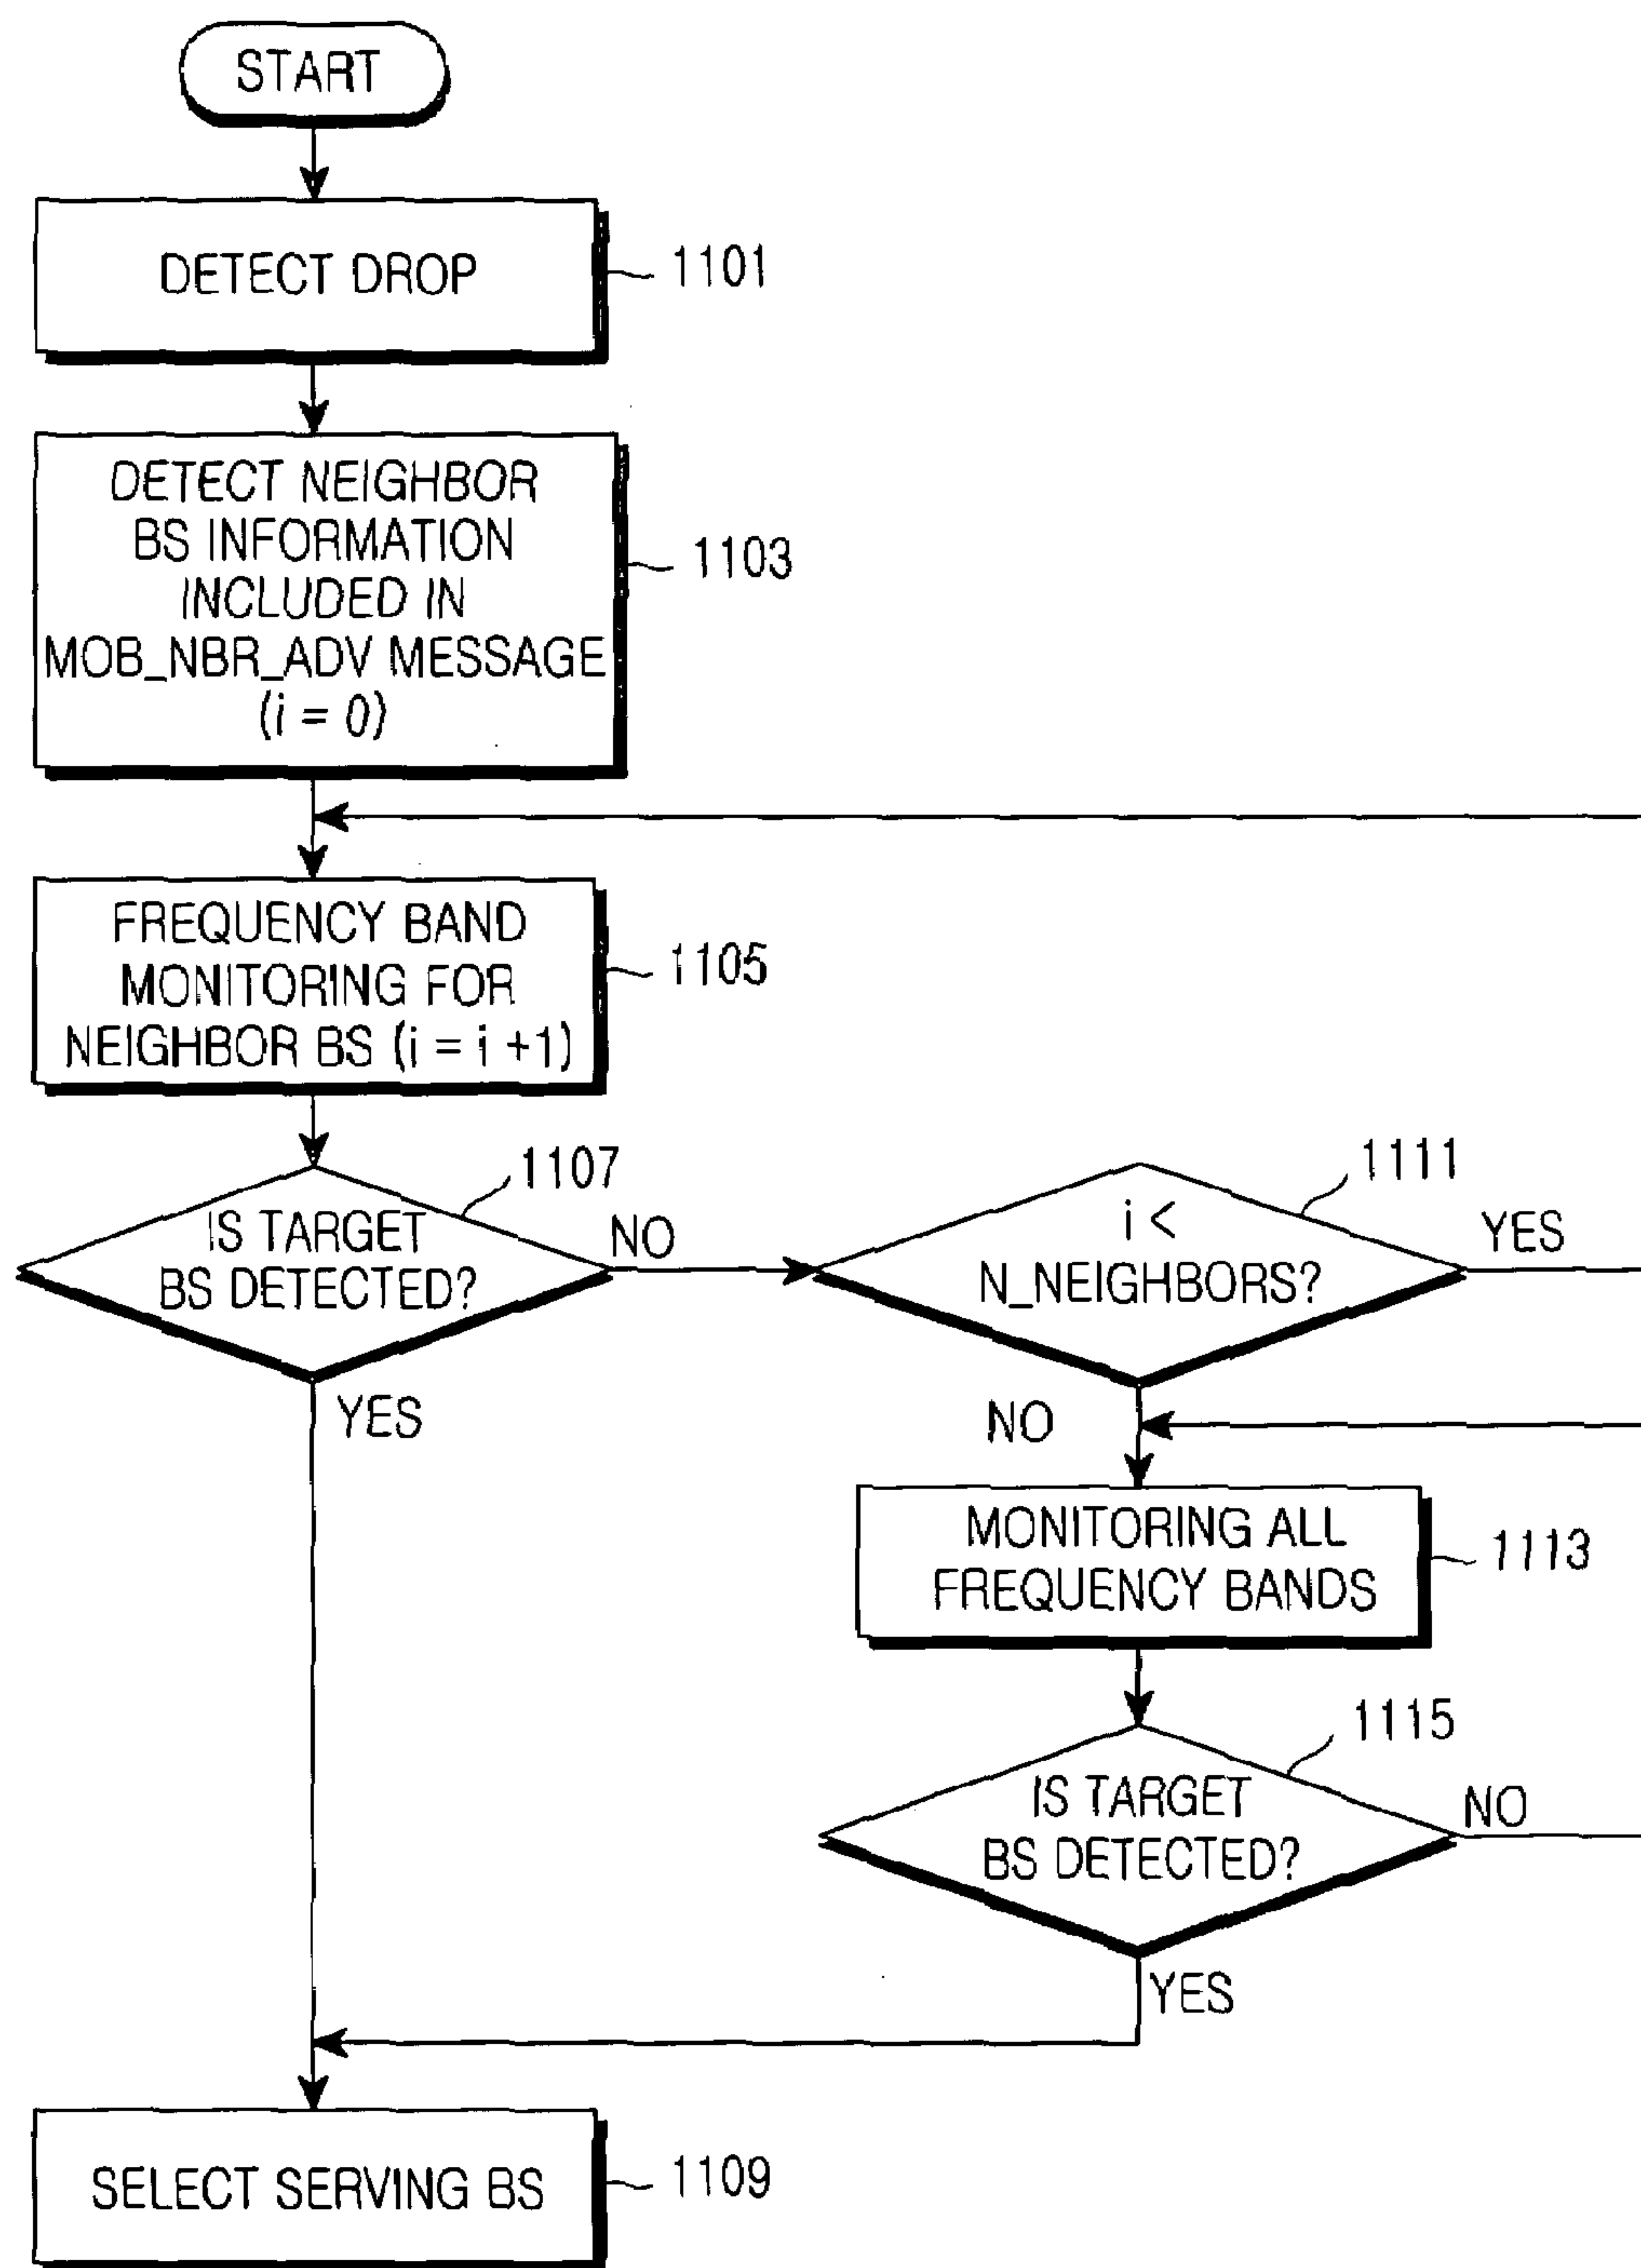 START
DETECT DROP
1101
DETECT NEIGHBOR
BS INFORMATION
INCLUDED IN
MOB_NBR_ADV MESSAGE
(i = 0)
1103
FREQUENCY BAND
MONITORING FOR
NEIGHBOR BS (i = i +1)
1105
1107
IS TARGET
BS DETECTED?
NO
YES
1111
i <
N_NEIGHBORS?
YES
NO
MONITORING ALL
FREQUENCY BANDS
1113
1115
IS TARGET
BS DETECTED?
NO
YES
SELECT SERVING BS
1109